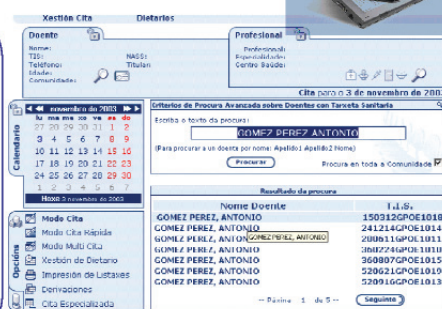 Xestión Cita Dietarios
Doente
Nome:
TIS: NASS:
Teléfono: Titular:
Idade:
Comunidade:
Profesional
Profesional:
Especialidade:
Centro Saúde:
Cita para o 3 de novembro de 2003
Calendario
novembro do 2003
lu ma me xo ve sa do
27 28 29 30 31 1 2
3 4 5 6 7 8 9
10 11 12 13 14 15 16
17 18 19 20 21 22 23
24 25 26 27 28 29 30
1 2 3 4 5 6 7
Hoxe 3 novembro do 2003
Criterios de Procura Avanzada sobre Doentes con Tarxeta Sanitaria
Escriba o texto da procura:
GOMEZ PEREZ ANTONIO
(Para procurar a un doente por nome: Apelido1 Apelido2 Nome)
Procurar
Procura en toda a Comunidade
Opcións
Modo Cita
Modo Cita Rápida
Modo Multi Cita
Xestión de Dietario
Impresión de Listaxes
Derivaciones
Cita Especializada
Resultado da procura
Nome Doente T.I.S.
GOMEZ PEREZ, ANTONIO 150312GPOE1018
GOMEZ PEREZ, ANTONIO 241214GPOE1014
GOMEZ PEREZ, ANTONIO 200611GPOE1011
GOMEZ PEREZ, ANTONIO
GOMEZ PEREZ, ANTONIO 360224GPOE1010
GOMEZ PEREZ, ANTONIO 360807GPOE1015
GOMEZ PEREZ, ANTONIO 520621GPOE1019
GOMEZ PEREZ, ANTONIO 520916GPOE1013
-- Páxina 1 de 5 -- Seguinte